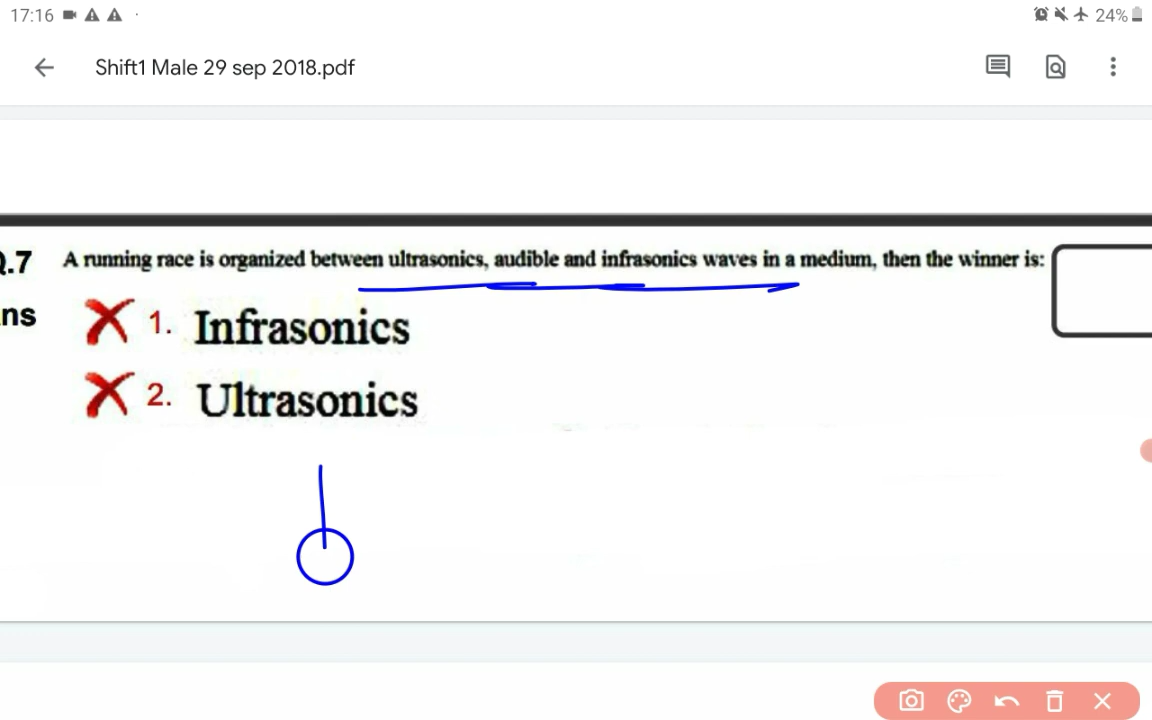 17:16
24%
Shift1 Male 29 sep 2018.pdf
.7 A running race is organized between ultrasonics, audible and infrasonics waves in a medium, then the winner is:
ns
1. Infrasonics
2. Ultrasonics